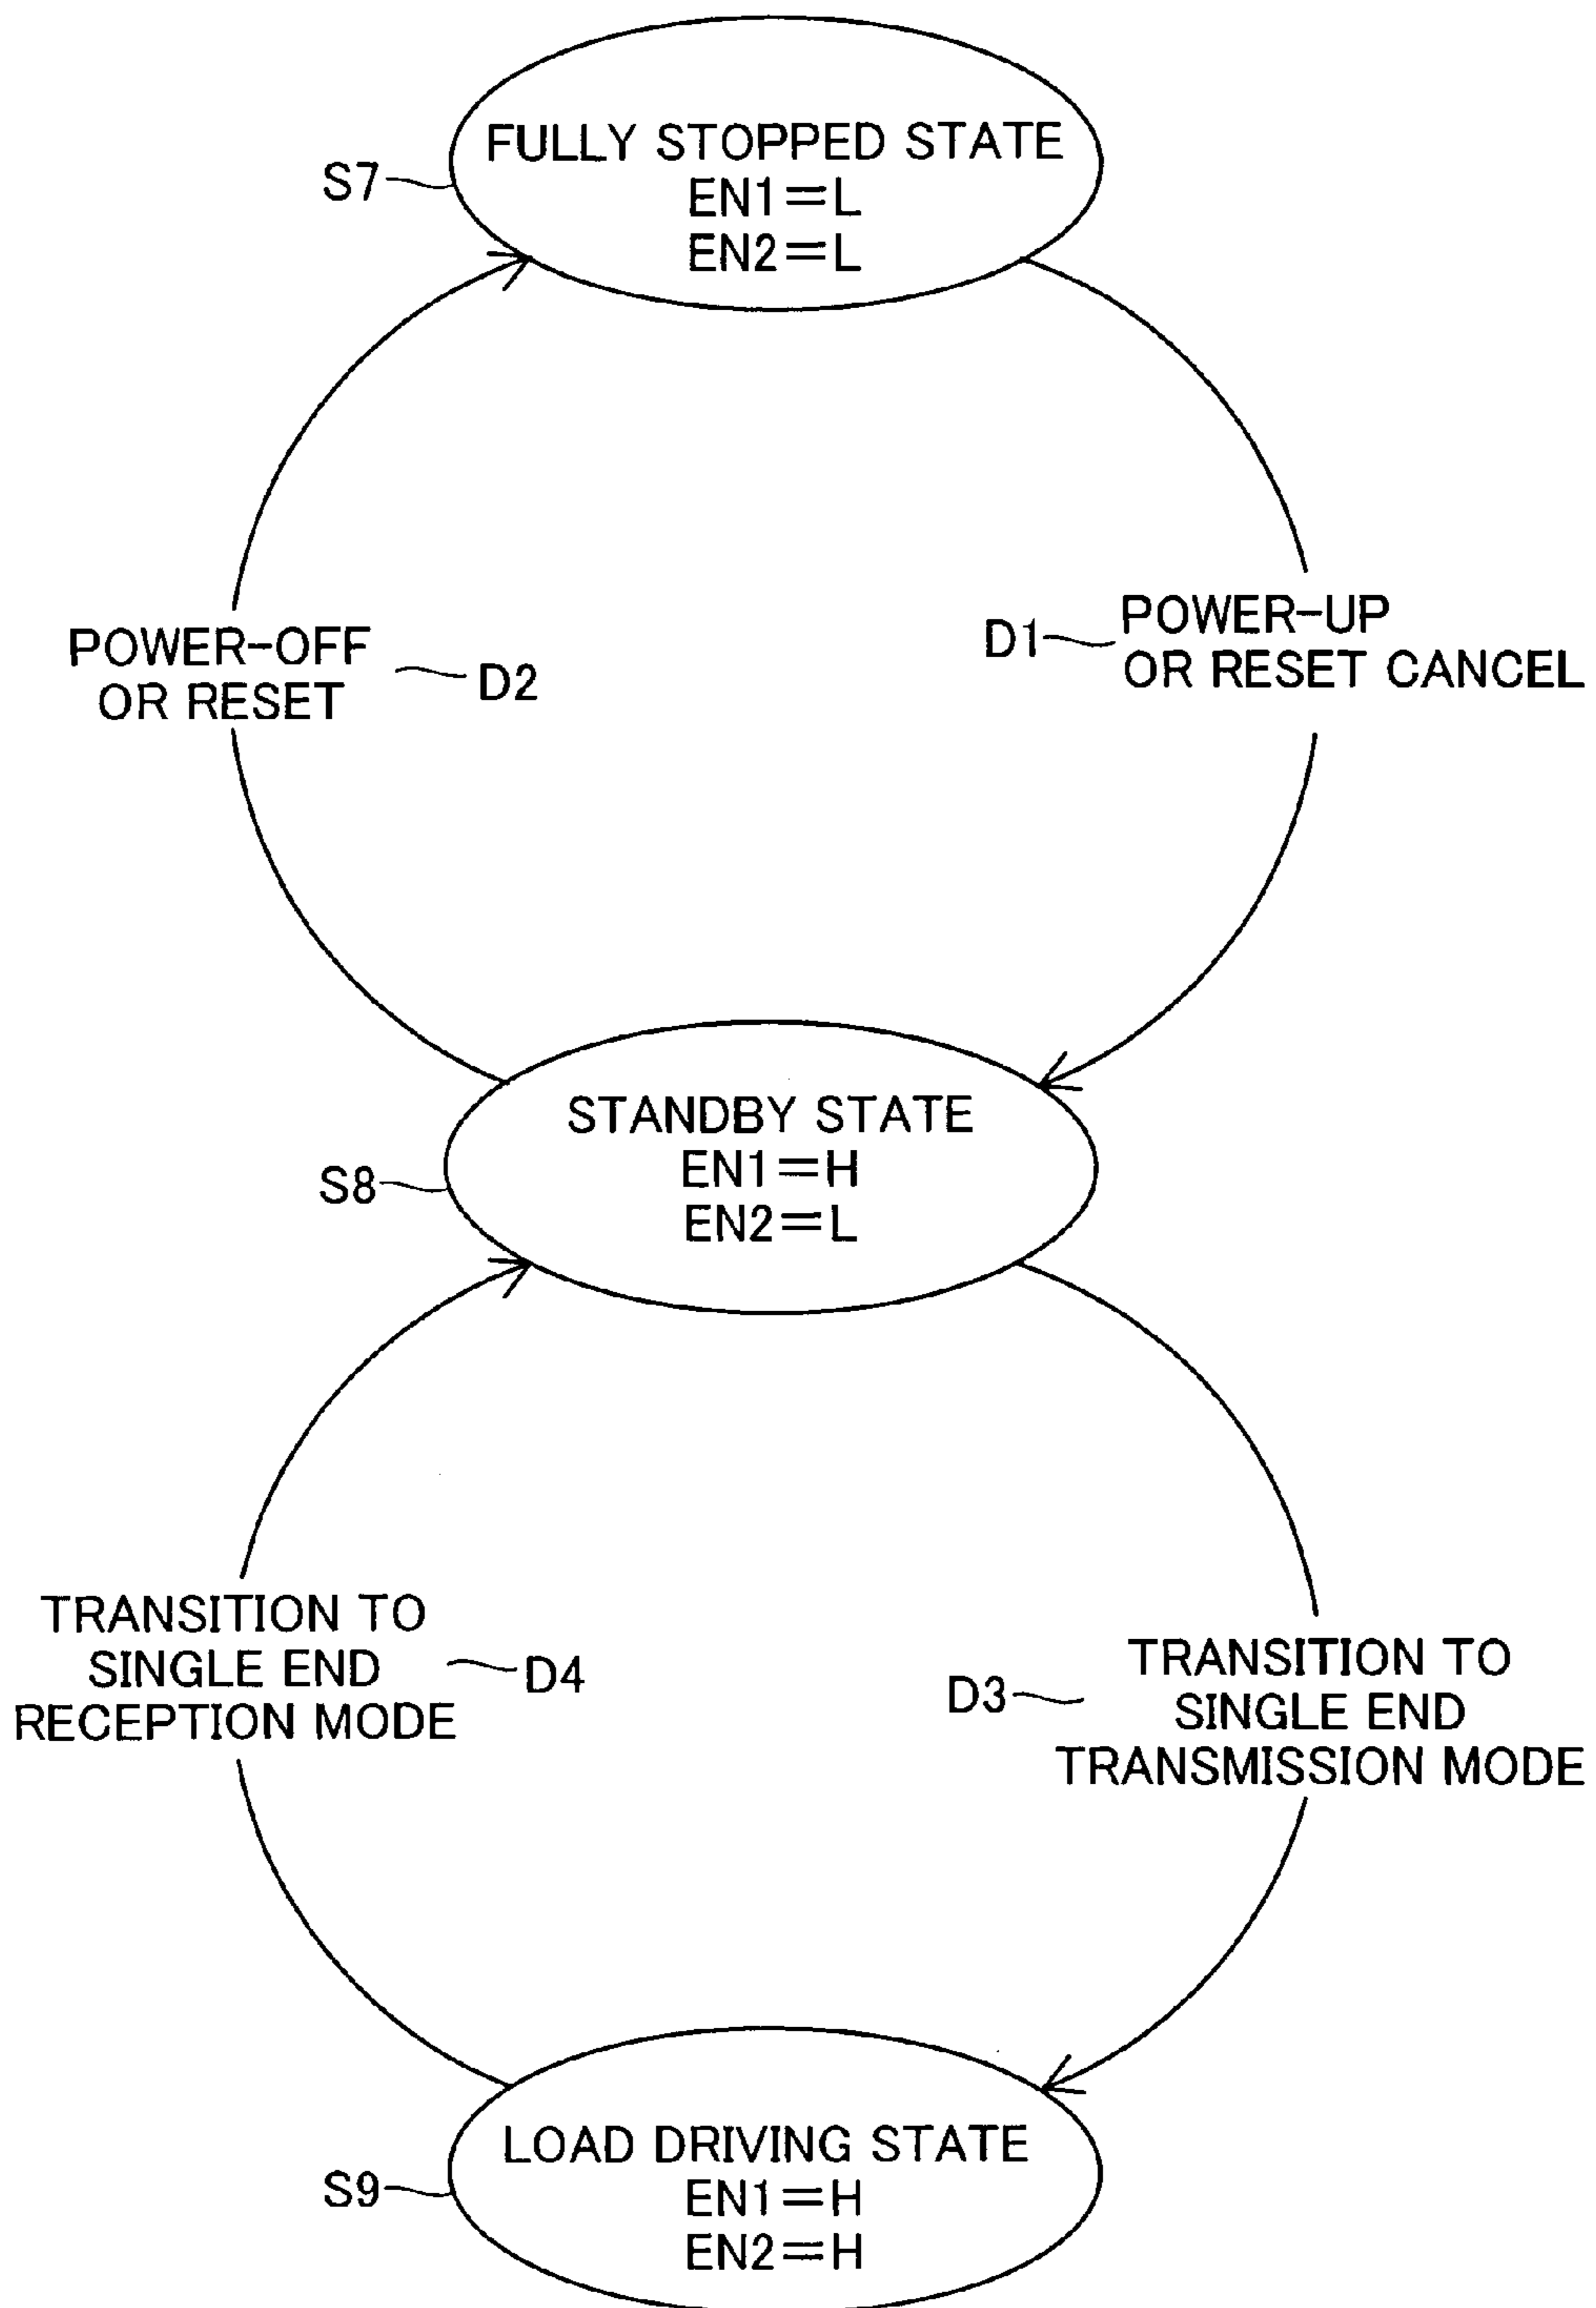 FULLY STOPPED STATE
S7
EN1=L
EN2=L
POWER-OFF
OR RESET
D2
D1
POWER-UP
OR RESET CANCEL
STANDBY STATE
S8
EN1=H
EN2=L
TRANSITION TO
SINGLE END
RECEPTION MODE
D4
D3
TRANSITION TO
SINGLE END
TRANSMISSION MODE
LOAD DRIVING STATE
S9
EN1=H
EN2=H